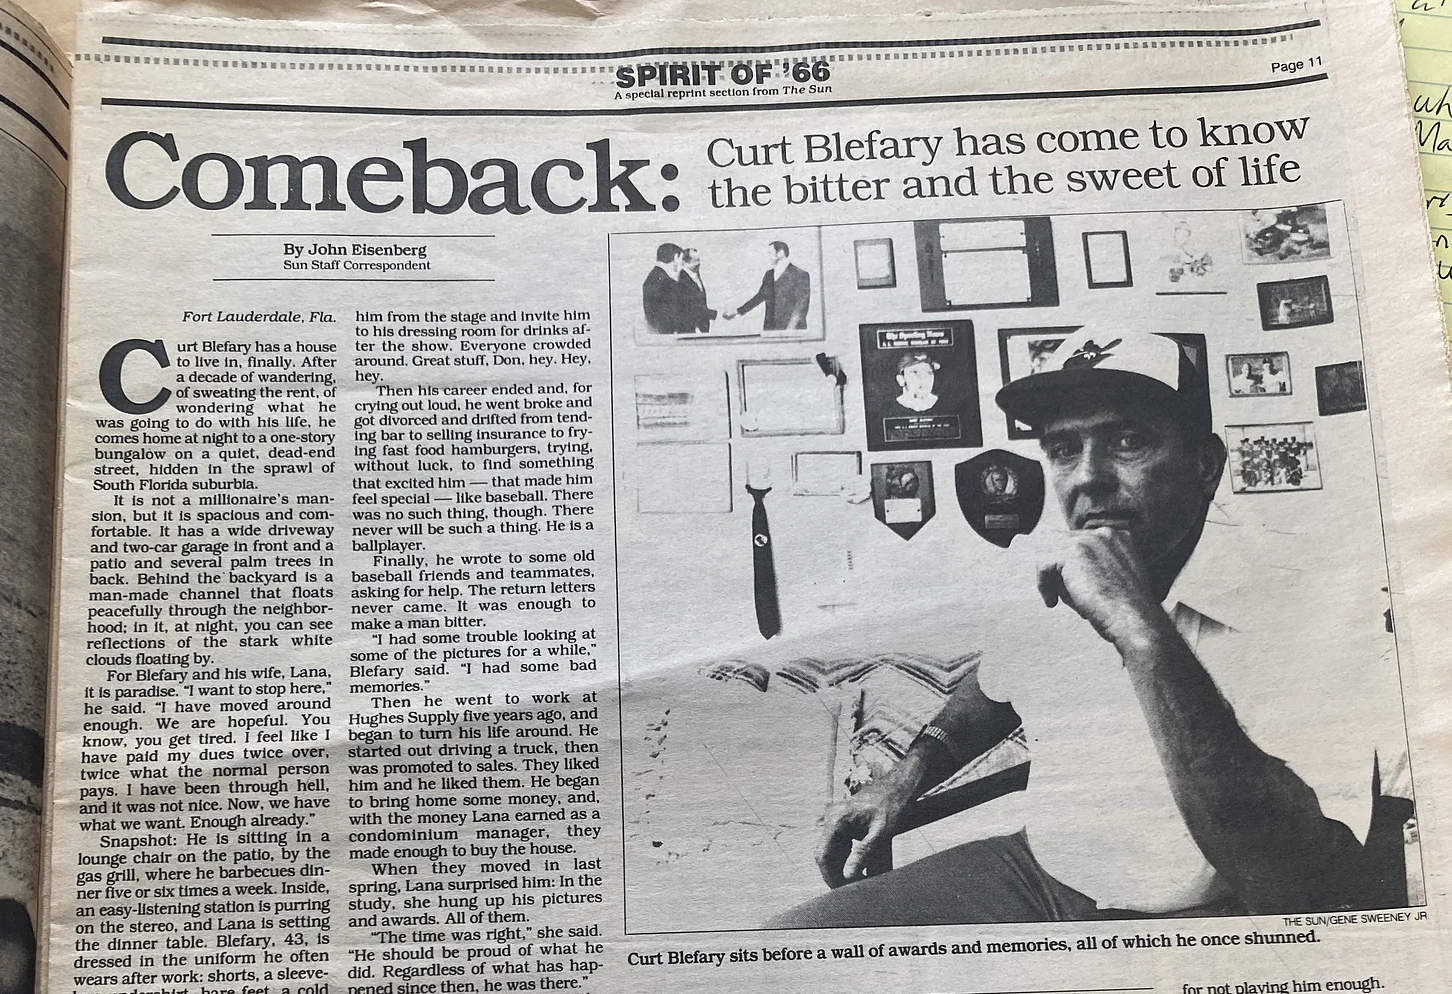 SPIRIT OF '66
A special reprint section from The Sun
Page 11
Comeback:
Curt Blefary has come to know
the bitter and the sweet of life
By John Eisenberg
Sun Staff Correspondent
Fort Lauderdale, Fla.
Curt Blefary has a house
to live in, finally. After
a decade of wandering,
of sweating the rent, of
wondering what he
was going to do with his life, he
comes home at night to a one-story
bungalow on a quiet, dead-end
street, hidden in the sprawl of
South Florida suburbia.
It is not a millionaire's man-
sion, but it is spacious and com-
fortable. It has a wide driveway
and two-car garage in front and a
patio and several palm trees in
back. Behind the backyard is a
man-made channel that floats
peacefully through the neighbor-
hood; in it, at night, you can see
reflections of the stark white
clouds floating by.
For Blefary and his wife, Lana,
it is paradise. “I want to stop here,”
he said. “I have moved around
enough. We are hopeful. You
know, you get tired. I feel like I
have paid my dues twice over,
twice what the normal person
pays. I have been through hell,
and it was not nice. Now, we have
what we want. Enough already.”
Snapshot: He is sitting in a
lounge chair on the patio, by the
gas grill, where he barbecues din-
ner five or six times a week. Inside,
an easy-listening station is purring
on the stereo, and Lana is setting
the dinner table. Blefary, 43, is
dressed in the uniform he often
wears after work: shorts, a sleeve-
bare feet, a cold
him from the stage and invite him
to his dressing room for drinks af-
ter the show. Everyone crowded
around. Great stuff, Don, hey. Hey,
hey.
Then his career ended and, for
crying out loud, he went broke and
got divorced and drifted from tend-
ing bar to selling insurance to fry-
ing fast food hamburgers, trying,
without luck, to find something
that excited him — that made him
feel special — like baseball. There
was no such thing, though. There
never will be such a thing. He is a
ballplayer.
Finally, he wrote to some old
baseball friends and teammates,
asking for help. The return letters
never came. It was enough to
make a man bitter.
“I had some trouble looking at
some of the pictures for a while,”
Blefary said. “I had some bad
memories.”
Then he went to work at
Hughes Supply five years ago, and
began to turn his life around. He
started out driving a truck, then
was promoted to sales. They liked
him and he liked them. He began
to bring home some money, and,
with the money Lana earned as a
condominium manager, they
made enough to buy the house.
When they moved in last
spring, Lana surprised him: In the
study, she hung up his pictures
and awards. All of them.
“The time was right,” she said.
“He should be proud of what he
did. Regardless of what has hap-
pened since then, he was there.”
THE SUN/GENE SWEENEY JR
Curt Blefary sits before a wall of awards and memories, all of which he once shunned.
for not playing him enough.